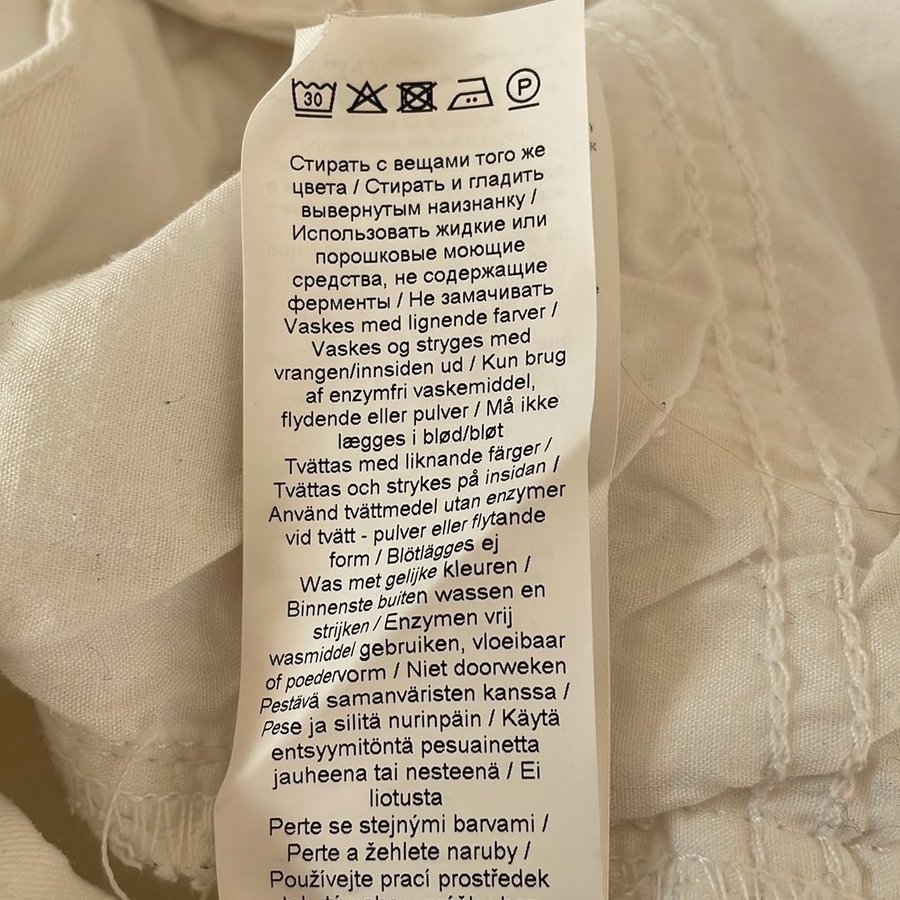 30 P
Стирать с вещами того же
цвета / Стирать и гладить
вывернутым наизнанку /
Использовать жидкие или
порошковые моющие
средства, не содержащие
ферменты / Не замачивать
Vaskes med lignende farver /
Vaskes og stryges med
vrangen/innsiden ud / Kun brug
af enzymfri vaskemiddel,
flydende eller pulver / Må ikke
lægges i blød/bløt
Tvättas med liknande färger /
Tvättas och strykes på insidan /
Använd tvättmedel utan enzymer
vid tvätt - pulver eller flytande
form / Blötlägges ej
Was met gelijke kleuren /
Binnenste buiten wassen en
strijken / Enzymen vrij
wasmiddel gebruiken, vloeibaar
of poedervorm / Niet doorweken
Pestävä samanväristen kanssa /
Pese ja silitä nurinpäin / Käytä
entsyymitöntä pesuainetta
jauheena tai nesteenä / Ei
liotusta
Perte se stejnými barvami /
Perte a žehlete naruby /
Používejte prací prostředek